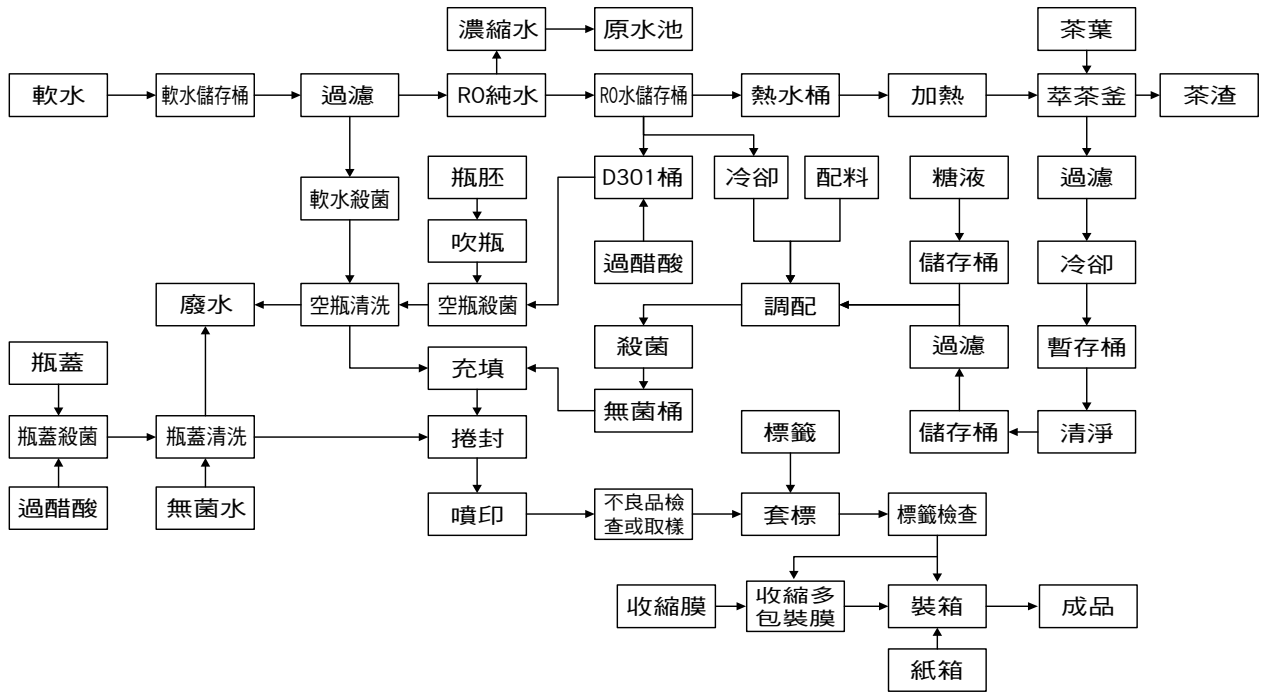 濃縮水
原水池
茶葉
軟水
軟水儲存桶
過濾
RO純水
RO水儲存桶
熱水桶
加熱
萃茶釜
茶渣
瓶胚
D301桶
冷卻
配料
糖液
過濾
軟水殺菌
吹瓶
過醋酸
儲存桶
冷卻
廢水
空瓶清洗
空瓶殺菌
調配
瓶蓋
充填
殺菌
過濾
暫存桶
無菌桶
瓶蓋殺菌
瓶蓋清洗
捲封
標籤
儲存桶
清淨
過醋酸
無菌水
噴印
不良品檢
查或取樣
套標
標籤檢查
收縮膜
收縮多
包裝膜
裝箱
成品
紙箱